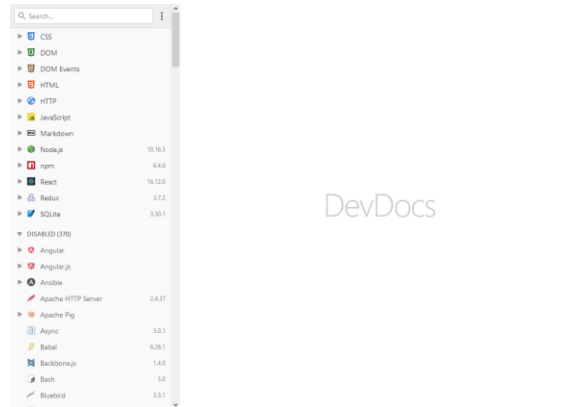 Search...
CSS
DOM
DOM Events
HTML
HTTP
JavaScript
Markdown
Node.js 10.16.3
npm 6.4.0
React 16.12.0
Redux 3.7.2
SQLite 3.30.1
DISABLED (370)
Angular
Angular.js
Ansible
Apache HTTP Server 2.4.37
Apache Pig
Async 3.0.1
Babel 6.26.1
Backbone.js 1.4.0
Bash 5.0
Bluebird 3.5.1
DevDocs